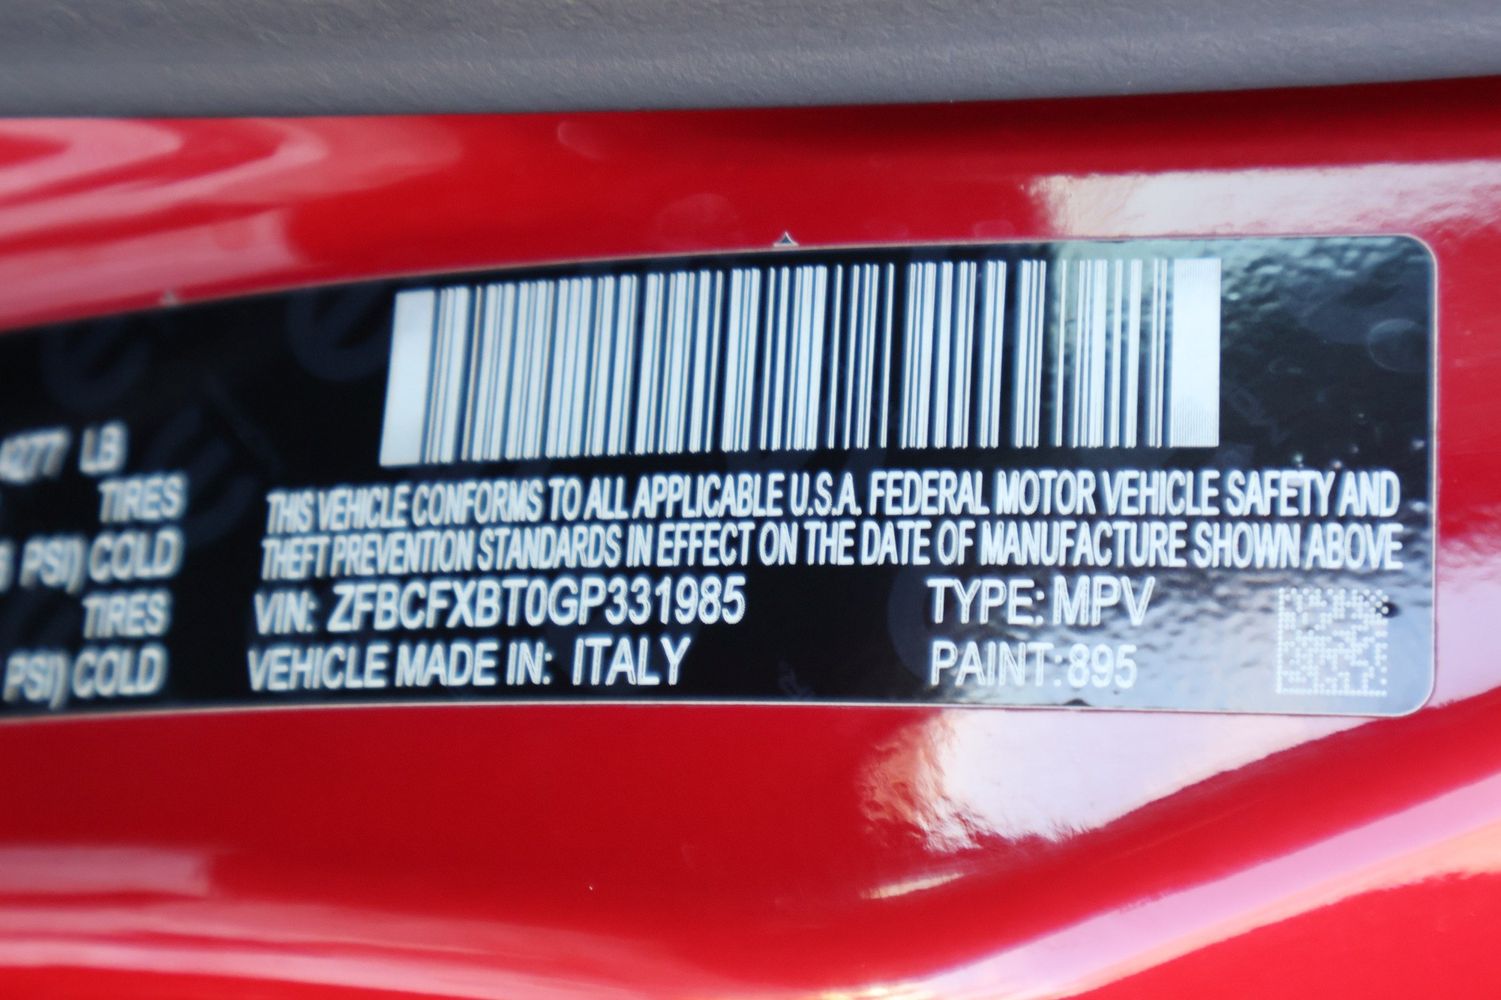 4277 LB
TIRES
PSI) COLD
TIRES
PSI) COLD
THIS VEHICLE CONFORMS TO ALL APPLICABLE U.S.A. FEDERAL MOTOR VEHICLE SAFETY AND
THEFT PREVENTION STANDARDS IN EFFECT ON THE DATE OF MANUFACTURE SHOWN ABOVE
VIN: ZFBCFXBT0GP331985 TYPE: MPV
VEHICLE MADE IN: ITALY PAINT: 895